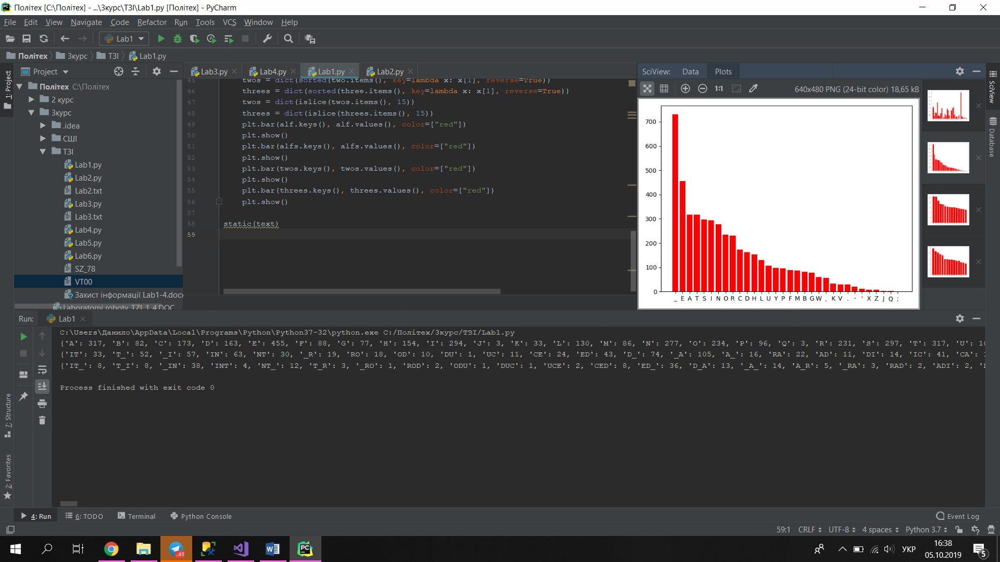 Політех [C:\Політех] - ...\3курс\ТЗІ\Lab1.py [Політех] - PyCharm
File Edit View Navigate Code Refactor Run Tools VCS Window Help
Lab1
Політех 3курс ТЗІ Lab1.py
1: Project
Project
Політех C:\Політех
2 курс
3курс
.idea
СШІ
ТЗІ
Lab1.py
Lab2.py
Lab2.txt
Lab3.py
Lab3.txt
Lab4.py
Lab5.py
Lab6.py
SZ_78
VT00
Захист інформації Lab1-4.docx
Laboratorni_roboty_TZI_1_4.DOC
Lab3.py Lab4.py Lab1.py Lab2.py
45 twos = dict(sorted(two.items(), key=lambda x: x[1], reverse=True))
46 threes = dict(sorted(three.items(), key=lambda x: x[1], reverse=True))
47 twos = dict(islice(twos.items(), 15))
48 threes = dict(islice(threes.items(), 15))
49 plt.bar(alf.keys(), alf.values(), color=["red"])
50 plt.show()
51 plt.bar(alfs.keys(), alfs.values(), color=["red"])
52 plt.show()
53 plt.bar(twos.keys(), twos.values(), color=["red"])
54 plt.show()
55 plt.bar(threes.keys(), threes.values(), color=["red"])
56 plt.show()
57
58 static(text)
59
SciView: Data Plots
1:1 640x480 PNG (24-bit color) 18,65 kB
700
600
500
400
300
200
100
0
_ E A T S I N O R C D H L U Y P F M B G W , K V . - ' X Z J Q ;
SciView
Database
Run: Lab1
C:\Users\Данило\AppData\Local\Programs\Python\Python37-32\python.exe C:/Політех/3курс/ТЗІ/Lab1.py
{'A': 317, 'B': 82, 'C': 173, 'D': 163, 'E': 455, 'F': 88, 'G': 77, 'H': 154, 'I': 294, 'J': 3, 'K': 33, 'L': 130, 'M': 86, 'N': 277, 'O': 234, 'P': 96, 'Q': 3, 'R': 231, 'S': 297, 'T': 317, 'U': 10
{'IT': 33, 'T_': 52, '_I': 57, 'IN': 63, 'NT': 30, '_R': 19, 'RO': 18, 'OD': 10, 'DU': 1, 'UC': 11, 'CE': 24, 'ED': 43, 'D_': 74, '_A': 105, 'A_': 16, 'RA': 22, 'AD': 11, 'DI': 14, 'IC': 41, 'CA': 1
{'IT_': 8, 'T_I': 8, '_IN': 38, 'INT': 4, 'NT_': 12, 'T_R': 3, '_RO': 1, 'ROD': 2, 'ODU': 1, 'DUC': 1, 'UCE': 2, 'CED': 8, 'ED_': 36, 'D_A': 13, '_A_': 14, 'A_R': 5, '_RA': 3, 'RAD': 2, 'ADI': 2, 'D
Process finished with exit code 0
7: Structure
2: Favorites
4: Run 6: TODO Terminal Python Console Event Log
59:1 CRLF UTF-8 4 spaces Python 3.7
..49 УКР 16:38
05.10.2019
5